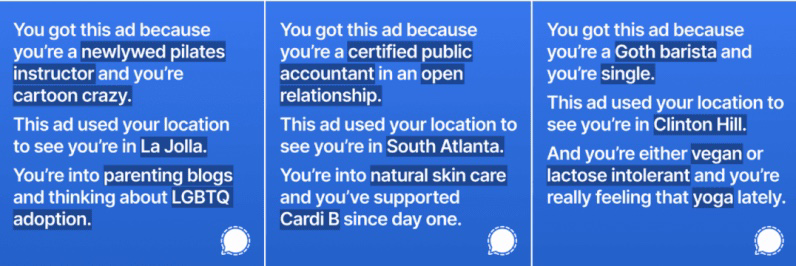 You got this ad because
you're a newlywed pilates
instructor and you're
cartoon crazy.
This ad used your location
to see you're in La Jolla.
You're into parenting blogs
and thinking about LGBTQ
adoption.
You got this ad because
you're a certified public
accountant in an open
relationship.
This ad used your location
to see you're in South Atlanta.
You're into natural skin care
and you've supported
Cardi B since day one.
You got this ad because
you're a Goth barista and
you're single.
This ad used your location to
see you're in Clinton Hill.
And you're either vegan or
lactose intolerant and you're
really feeling that yoga lately.